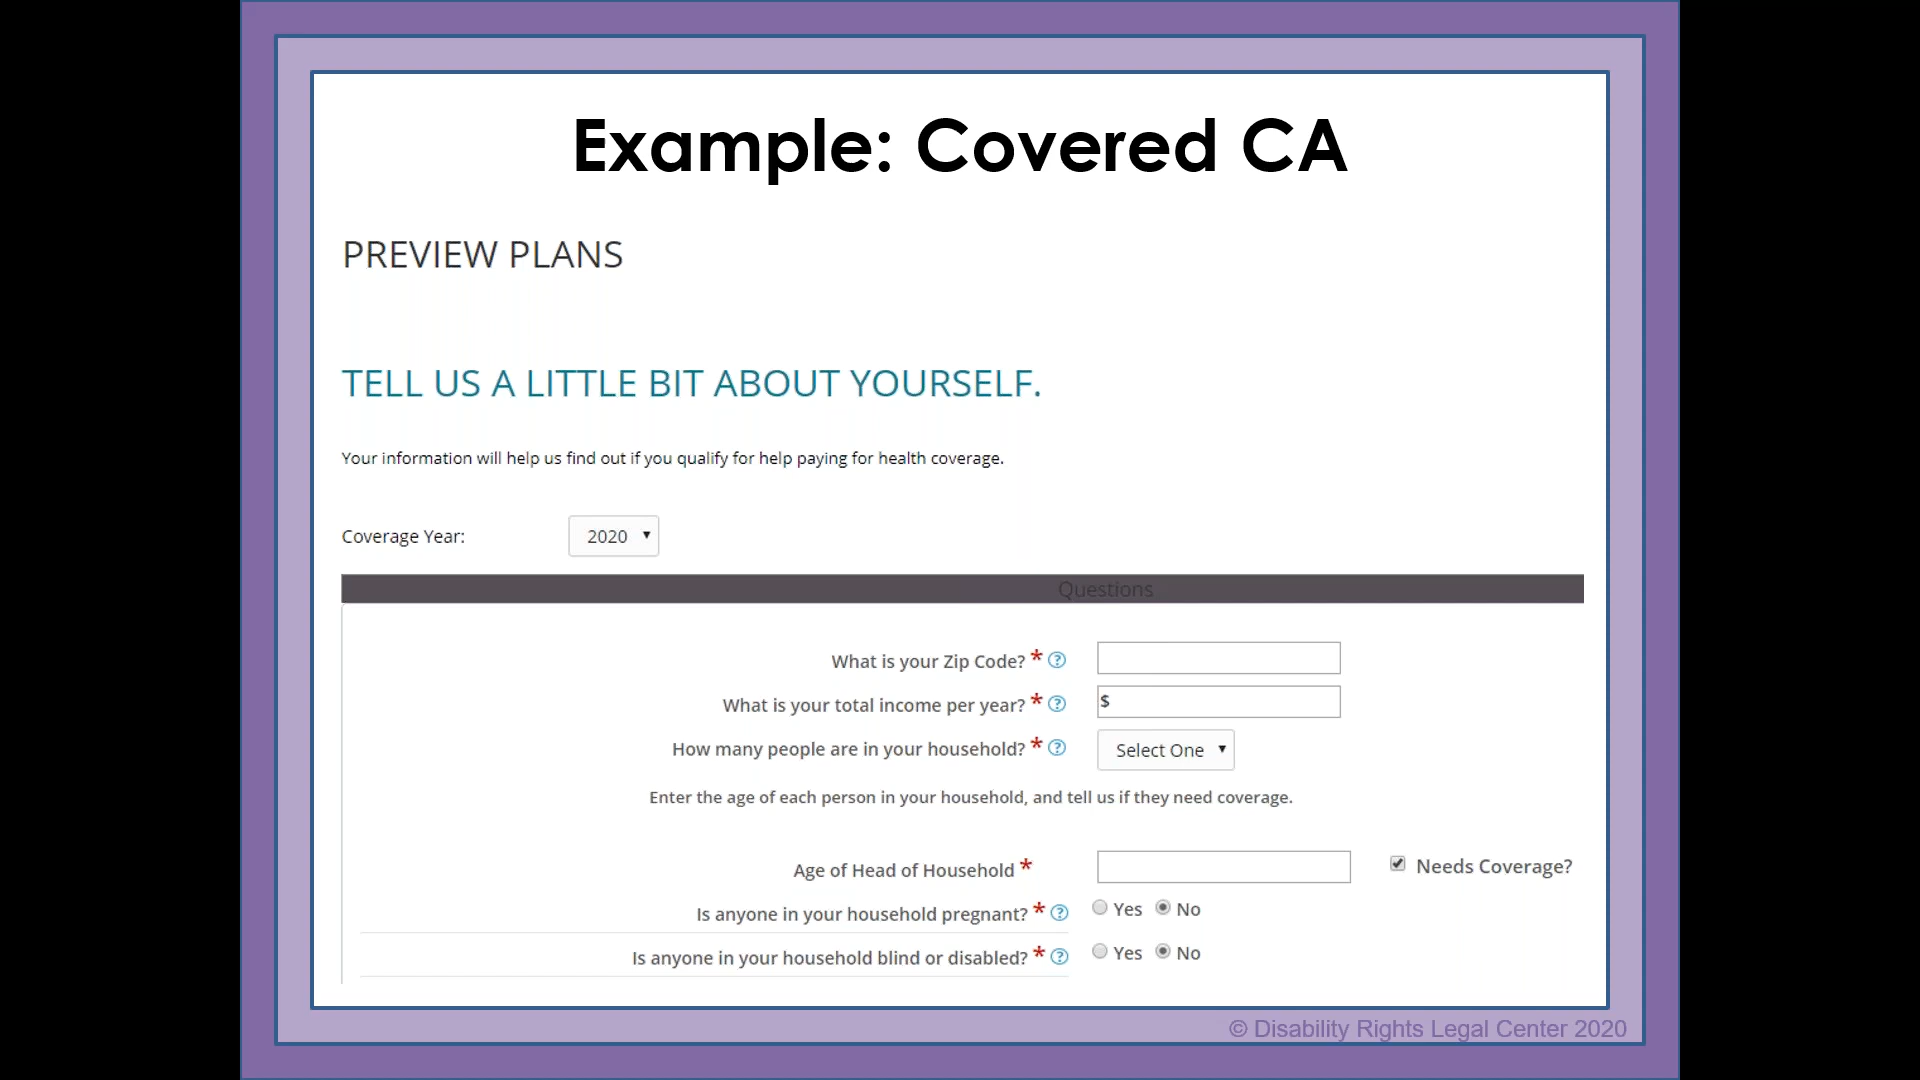 Example: Covered CA
PREVIEW PLANS
TELL US A LITTLE BIT ABOUT YOURSELF.
Your information will help us find out if you qualify for help paying for health coverage.
Coverage Year: 2020
Questions
What is your Zip Code? *
What is your total income per year? * $
How many people are in your household? * Select One
Enter the age of each person in your household, and tell us if they need coverage.
Age of Head of Household * Needs Coverage?
Is anyone in your household pregnant? * Yes No
Is anyone in your household blind or disabled? * Yes No
© Disability Rights Legal Center 2020